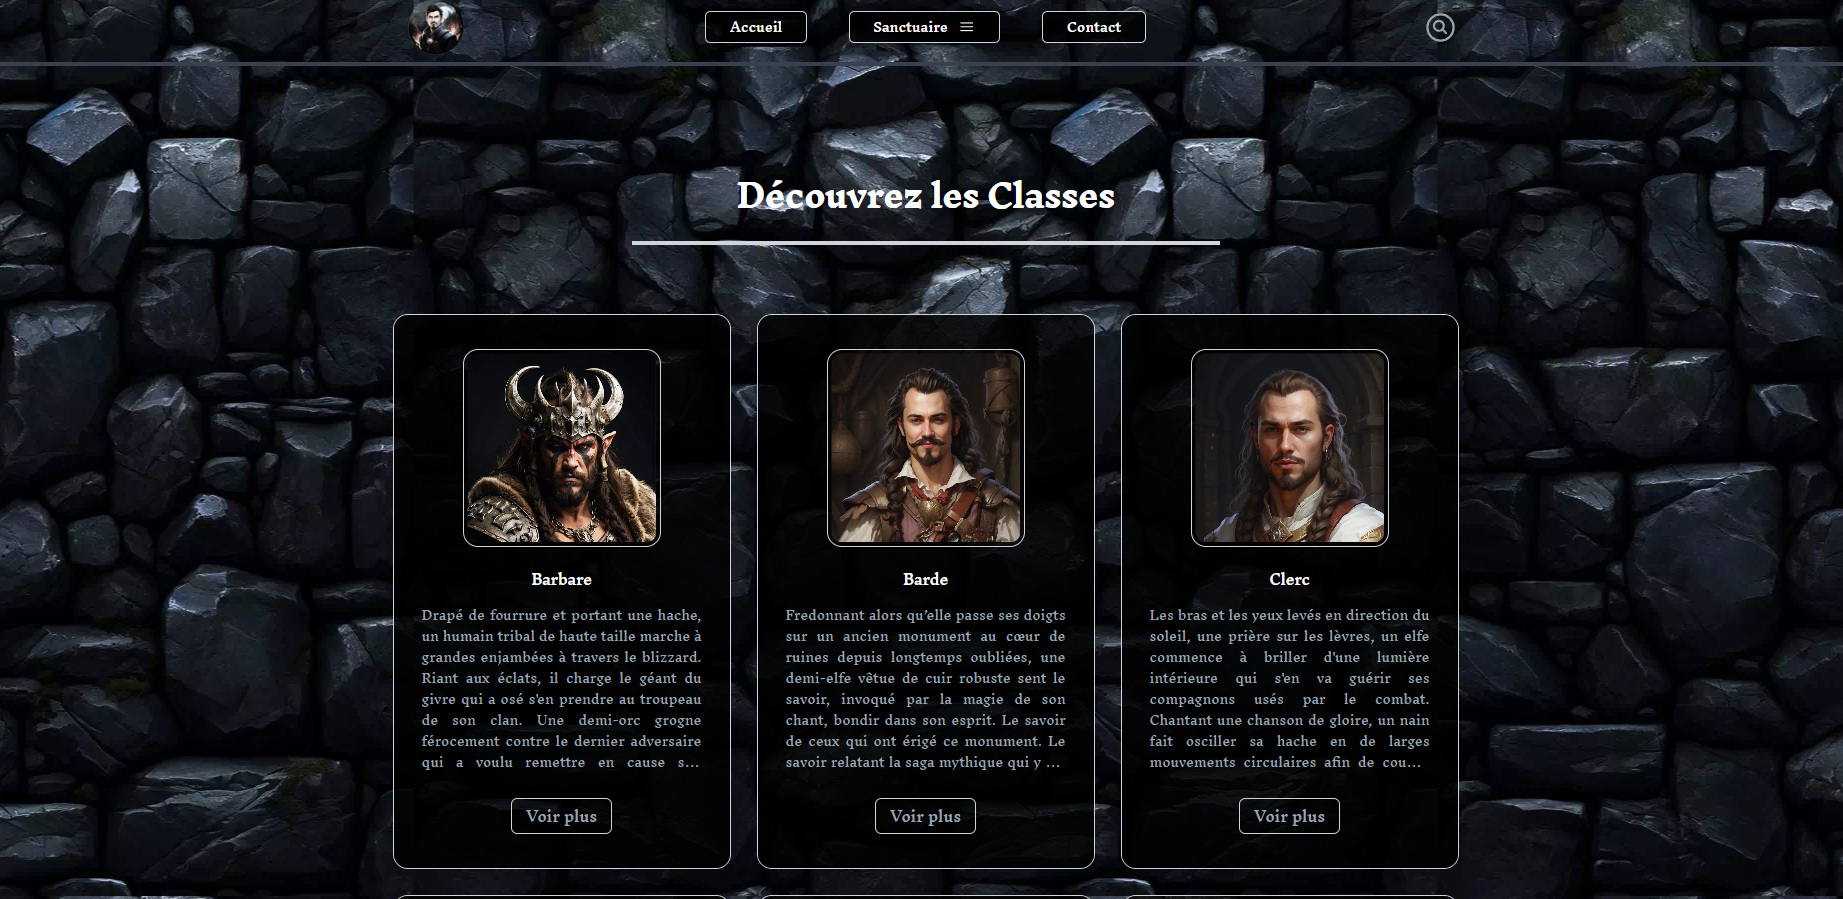 Accueil
Sanctuaire
Contact
Découvrez les Classes
Barbare
Drapé de fourrure et portant une hache,
un humain tribal de haute taille marche à
grandes enjambées à travers le blizzard.
Riant aux éclats, il charge le géant du
givre qui a osé s'en prendre au troupeau
de son clan. Une demi-orc grogne
férocement contre le dernier adversaire
qui a voulu remettre en cause s...
Voir plus
Barde
Fredonnant alors qu’elle passe ses doigts
sur un ancien monument au cœur de
ruines depuis longtemps oubliées, une
demi-elfe vêtue de cuir robuste sent le
savoir, invoqué par la magie de son
chant, bondir dans son esprit. Le savoir
de ceux qui ont érigé ce monument. Le
savoir relatant la saga mythique qui y ...
Voir plus
Clerc
Les bras et les yeux levés en direction du
soleil, une prière sur les lèvres, un elfe
commence à briller d'une lumière
intérieure qui s'en va guérir ses
compagnons usés par le combat.
Chantant une chanson de gloire, un nain
fait osciller sa hache en de larges
mouvements circulaires afin de cou...
Voir plus